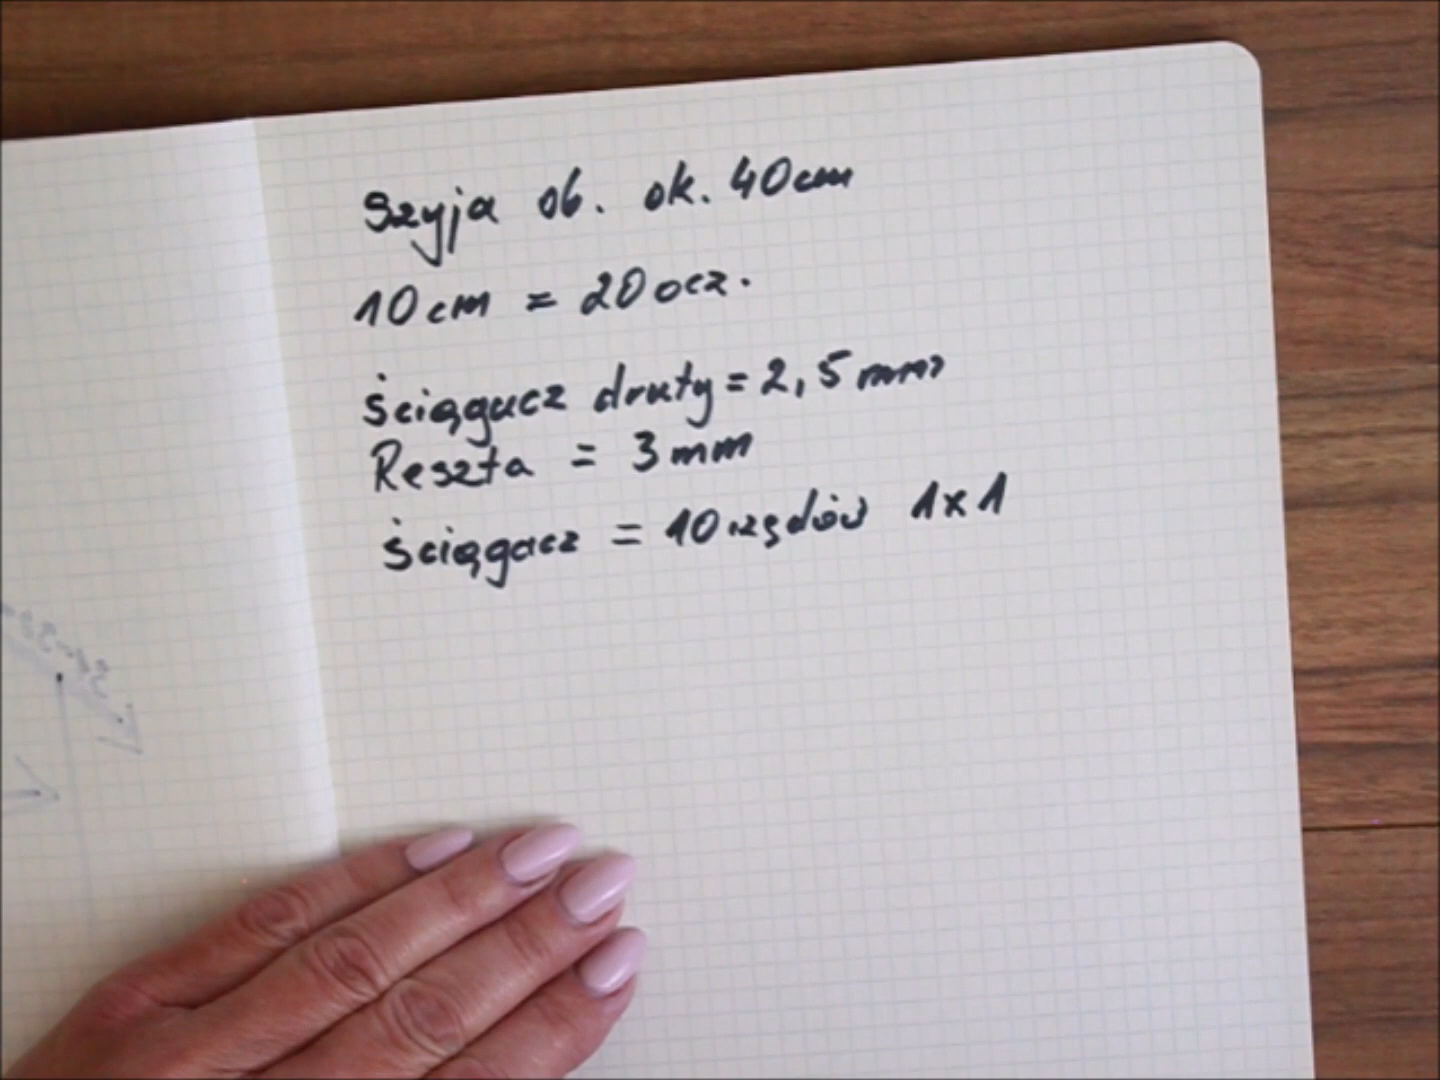 Szyja ob. ok. 40cm
10cm = 20 ocz.
ściągacz druty = 2,5 mm
Reszta = 3mm
ściągacz = 10 rzędów 1x1